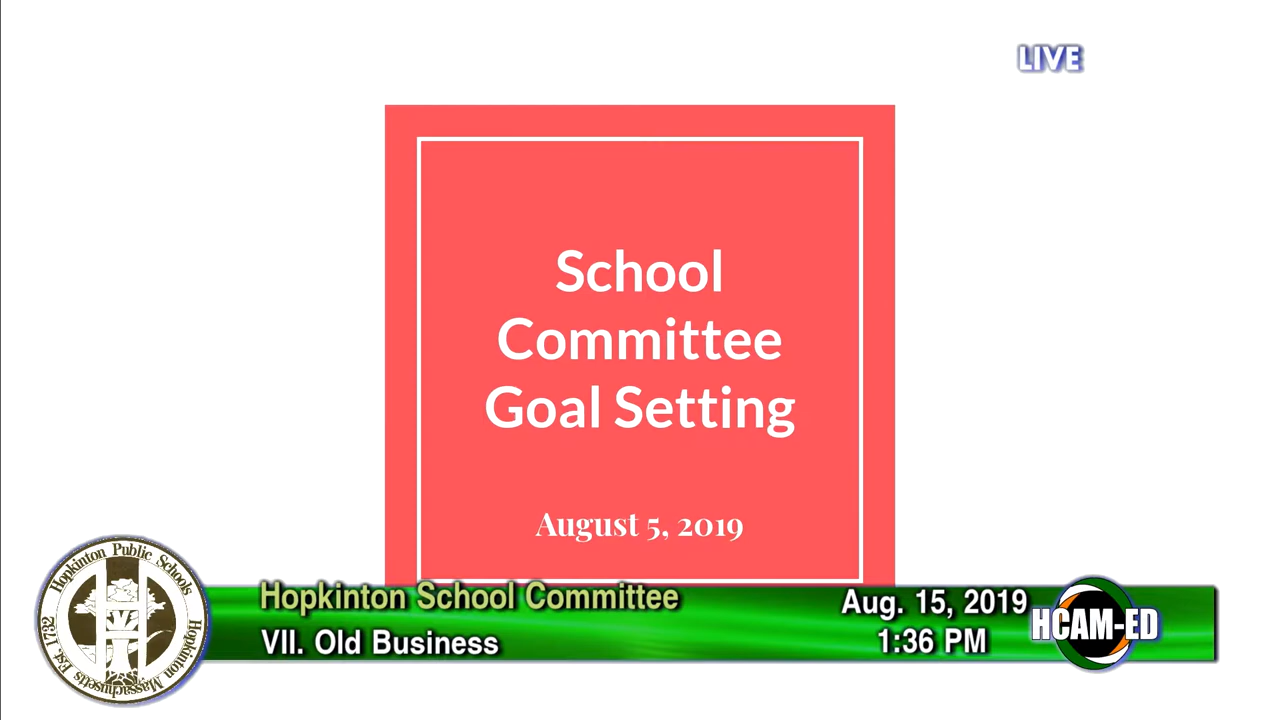 LIVE
School
Committee
Goal Setting
August 5, 2019
Hopkinton Public Schools
Hopkinton Massachusetts Est. 1732
Hopkinton School Committee
VII. Old Business
Aug. 15, 2019
1:36 PM
HCAM-ED